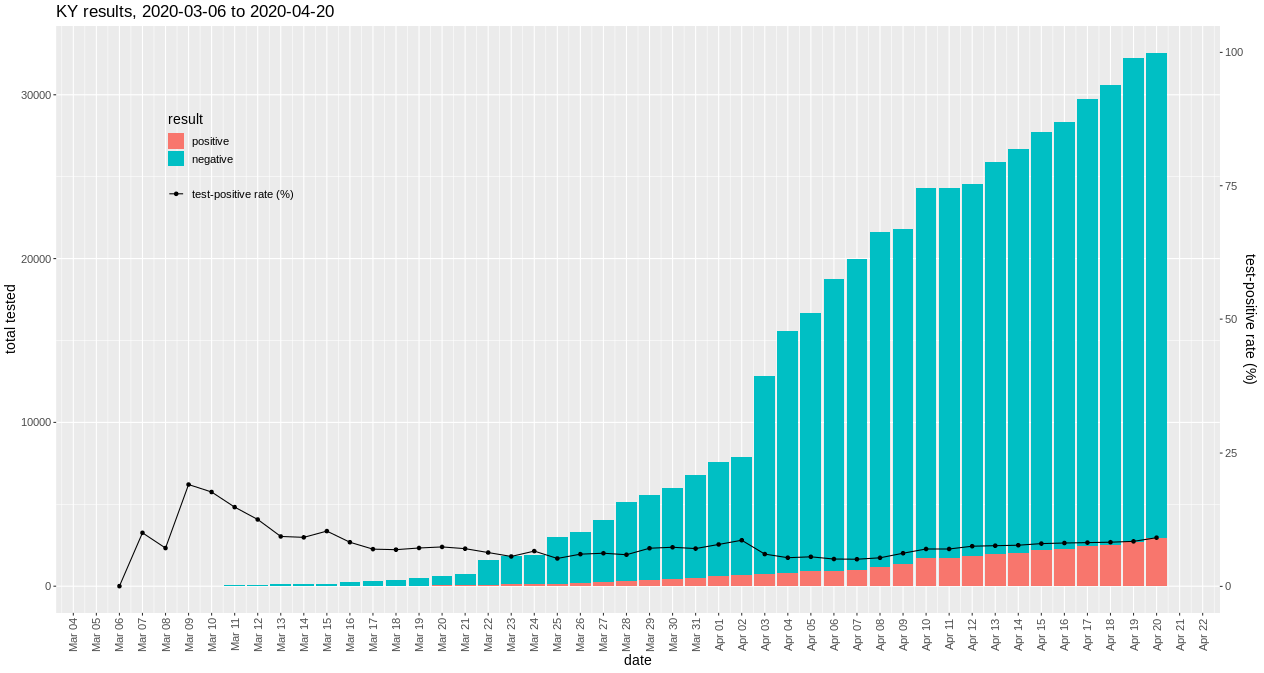 KY results, 2020-03-06 to 2020-04-20
result
positive
negative
test-positive rate (%)
total tested
30000
20000
10000
0
100
75
50
25
0
test-positive rate (%)
Mar 04
Mar 05
Mar 06
Mar 07
Mar 08
Mar 09
Mar 10
Mar 11
Mar 12
Mar 13
Mar 14
Mar 15
Mar 16
Mar 17
Mar 18
Mar 19
Mar 20
Mar 21
Mar 22
Mar 23
Mar 24
Mar 25
Mar 26
Mar 27
Mar 28
Mar 29
Mar 30
Mar 31
Apr 01
Apr 02
Apr 03
Apr 04
Apr 05
Apr 06
Apr 07
Apr 08
Apr 09
Apr 10
Apr 11
Apr 12
Apr 13
Apr 14
Apr 15
Apr 16
Apr 17
Apr 18
Apr 19
Apr 20
Apr 21
Apr 22
date